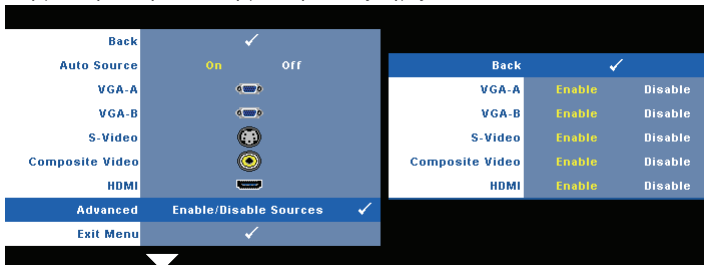 Back
Auto Source On Off
VGA-A
VGA-B
S-Video
Composite Video
HDMI
Advanced Enable/Disable Sources
Exit Menu
Back
VGA-A Enable Disable
VGA-B Enable Disable
S-Video Enable Disable
Composite Video Enable Disable
HDMI Enable Disable